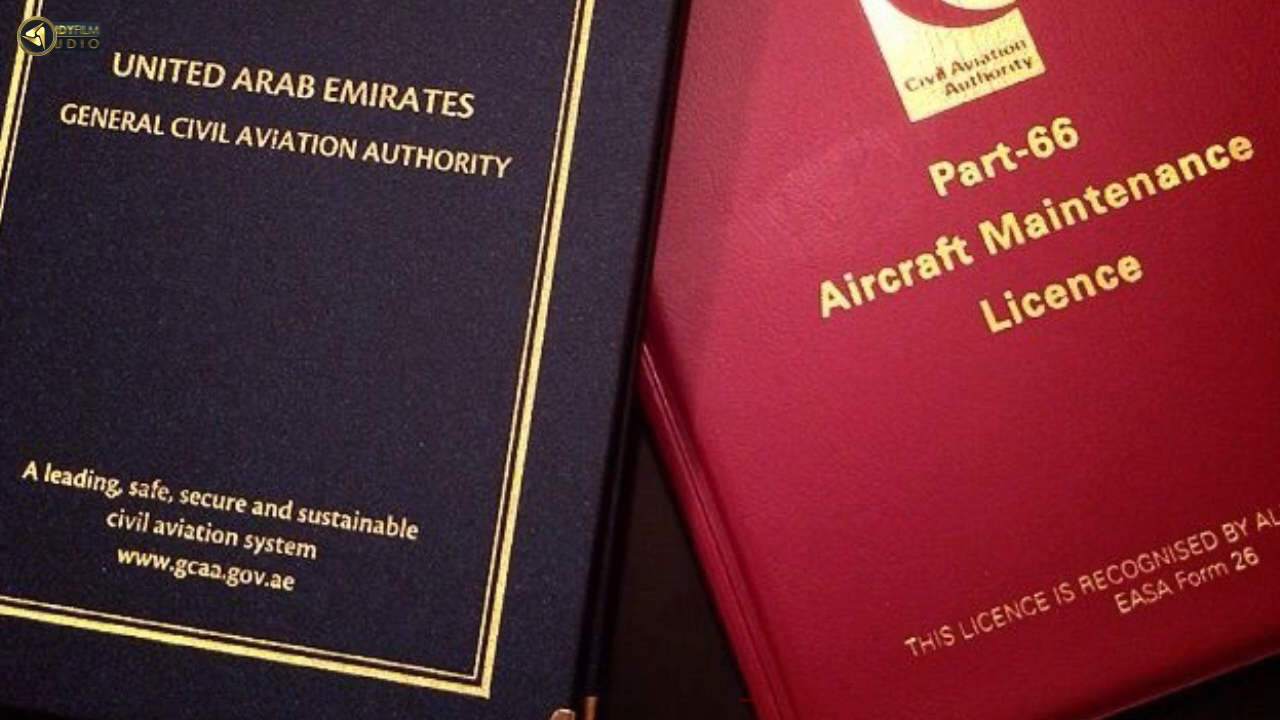 UNITED ARAB EMIRATES
GENERAL CIVIL AVIATION AUTHORITY
A leading, safe, secure and sustainable
civil aviation system
www.gcaa.gov.ae
Civil Aviation
Authority
Part-66
Aircraft Maintenance
Licence
THIS LICENCE IS RECOGNISED BY
EASA Form 26